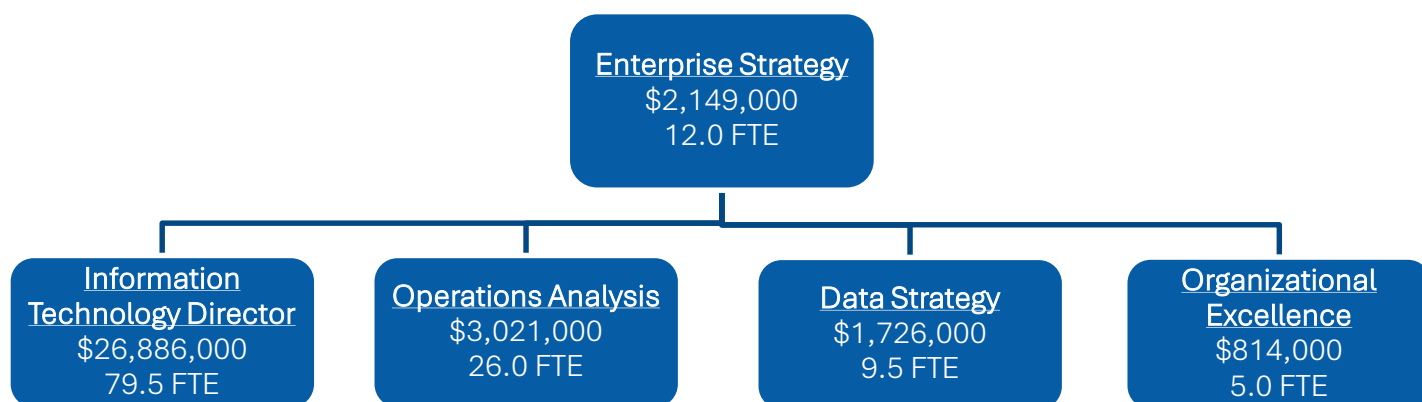 Enterprise Strategy
$2,149,000
12.0 FTE
Information
Technology Director
$26,886,000
79.5 FTE
Operations Analysis
$3,021,000
26.0 FTE
Data Strategy
$1,726,000
9.5 FTE
Organizational
Excellence
$814,000
5.0 FTE